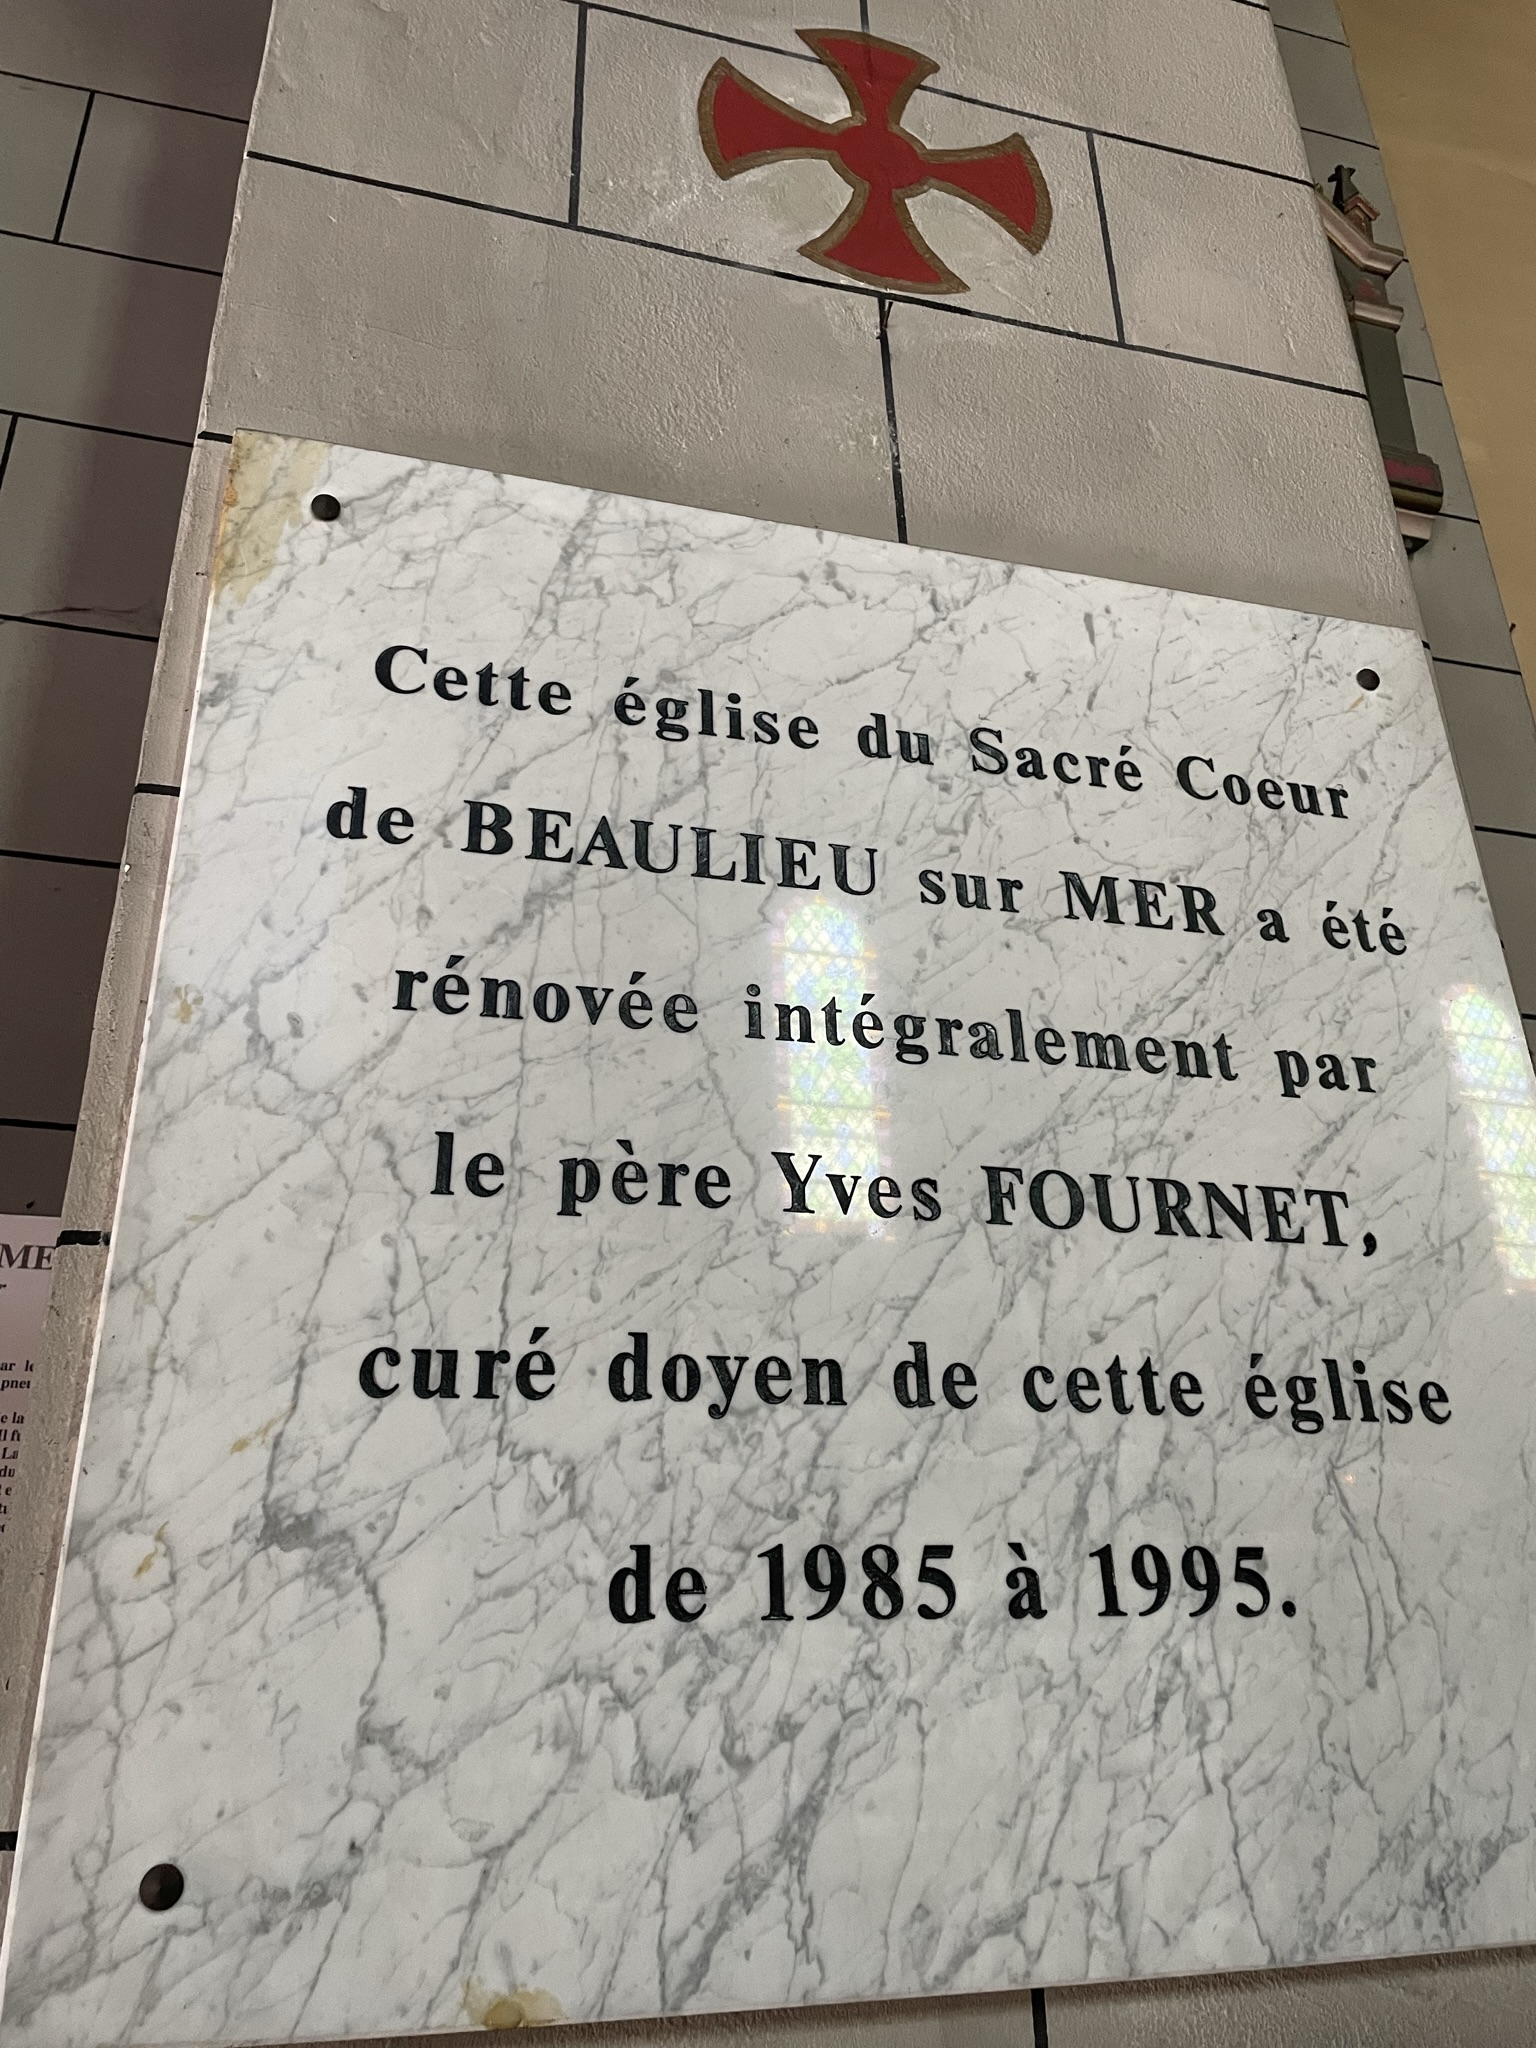 Cette église du Sacré Coeur
de BEAULIEU sur MER a été
rénovée intégralement par
le père Yves FOURNET,
curé doyen de cette église
de 1985 à 1995.